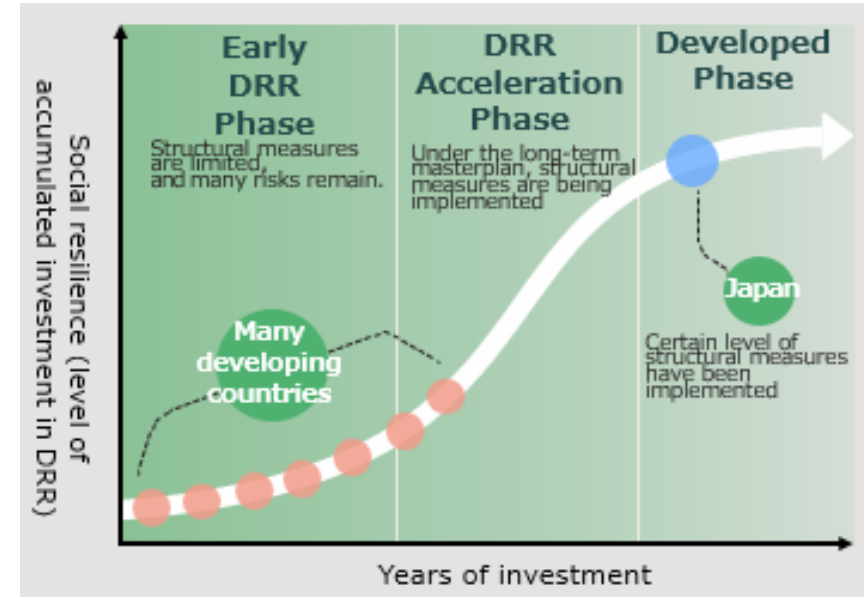 Early
DRR
Phase
Structural measures
are limited,
and many risks remain.
DRR
Acceleration
Phase
Under the long-term
masterplan, structural
measures are being
implemented
Developed
Phase
Many
developing
countries
Japan
Certain level of
structural measures
have been
implemented
Social resilience (level of
accumulated investment in DRR)
Years of investment